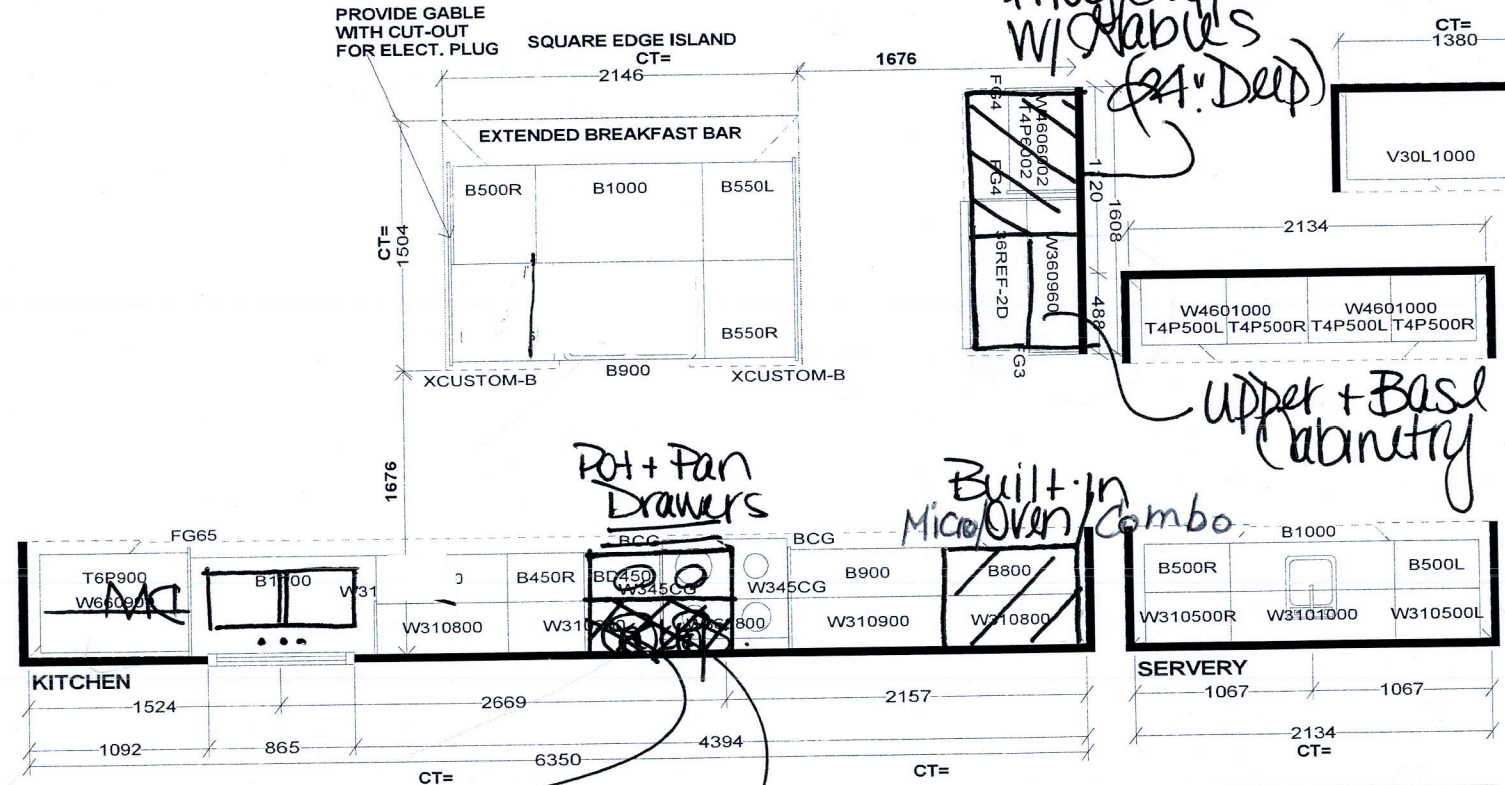 PROVIDE GABLE
WITH CUT-OUT
FOR ELECT. PLUG
SQUARE EDGE ISLAND
CT=
2146
1676
W/ Gables
(24" Deep)
CT=
1380
EXTENDED BREAKFAST BAR
B500R
B1000
B550L
CT=
1504
B550R
XCUSTOM-B
B900
XCUSTOM-B
1676
FG4
W4606002
T4P6002
FG4
1120
1608
36REF-2D
W360960
488
FG3
V30L1000
2134
W4601000
W4601000
T4P500L
T4P500R
T4P500L
T4P500R
Upper + Base
Cabinetry
Pot + Pan
Drawers
Built-in
Micro/Oven/Combo
FG65
BCG
BCG
T6P900
B450R
BD450
W345CG
W345CG
B900
B800
W310800
W310900
W310800
B1000
B500R
B500L
W310500R
W3101000
W310500L
KITCHEN
SERVERY
1524
2669
2157
1067
1067
1092
865
4394
2134
6350
CT=
CT=
CT=